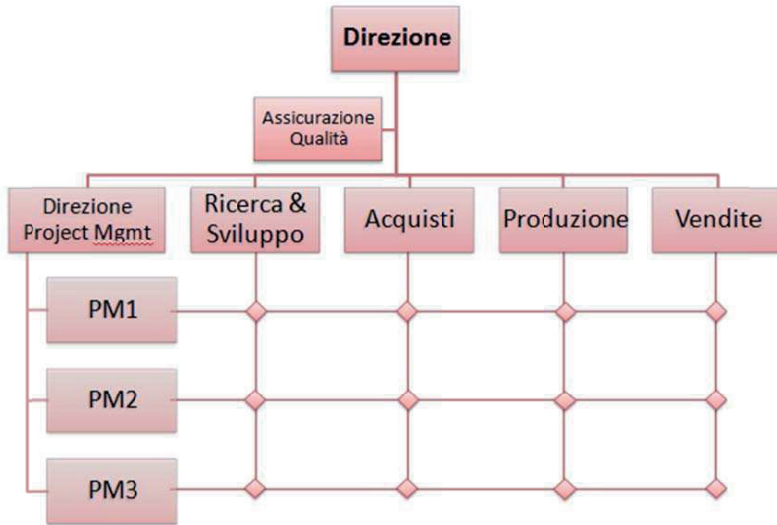 Direzione
Assicurazione
Qualità
Direzione
Project Mgmt
Ricerca &
Sviluppo
Acquisti
Produzione
Vendite
PM1
PM2
PM3